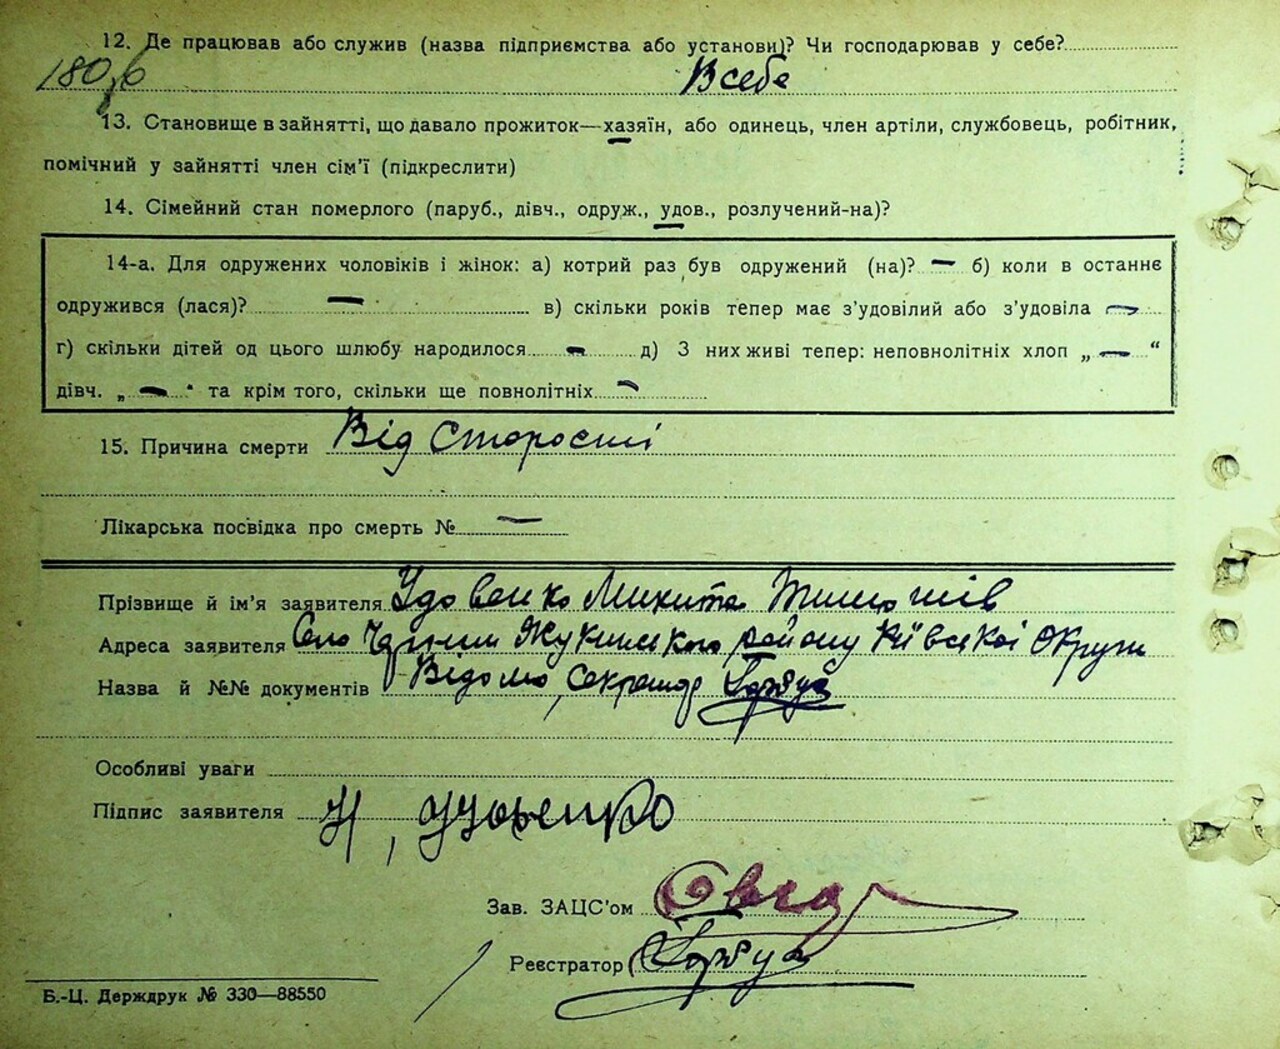 12. Де працював або служив (назва підприємства або установи)? Чи господарював у себе?
180 В себе
13. Становище в зайнятті, що давало прожиток—хазяїн, або одинець, член артіли, службовець, робітник,
помічний у зайнятті член сім'ї (підкреслити)
14. Сімейний стан померлого (паруб., дівч., одруж., удов., розлучений-на)?
14-а. Для одружених чоловіків і жінок: а) котрий раз був одружений (на)? — б) коли в останнє
одружився (лася)? — в) скільки років тепер має з'удовілий або з'удовіла —
г) скільки дітей од цього шлюбу народилося — д) З них живі тепер: неповнолітніх хлоп „ — “
дівч. „ — “ та крім того, скільки ще повнолітніх —
15. Причина смерти Від Старости
Лікарська посвідка про смерть № —
Прізвище й ім'я заявителя Удовенко Микита
Адреса заявителя Село району Київської Округи
Назва й №№ документів Відомо, Секретар
Особливі уваги
Підпис заявителя Удовенко
Зав. ЗАЦС'ом
Реєстратор
Б.-Ц. Держдрук № 330—88550